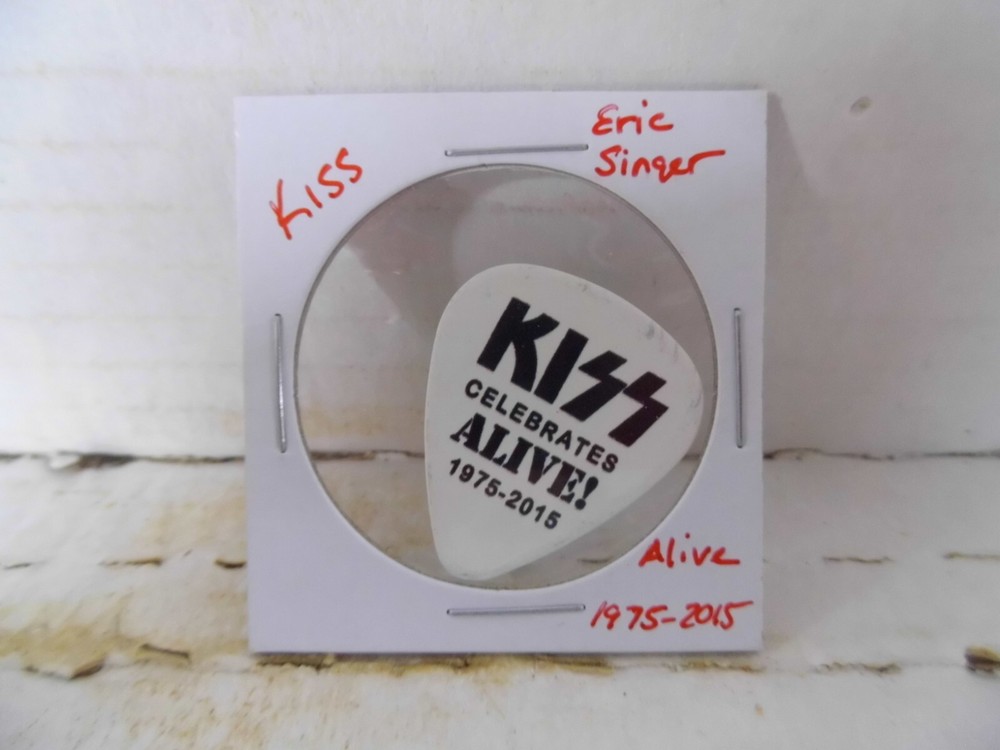 KISS
Eric
Singer
KISS
CELEBRATES
ALIVE!
1975-2015
Alive
1975-2015